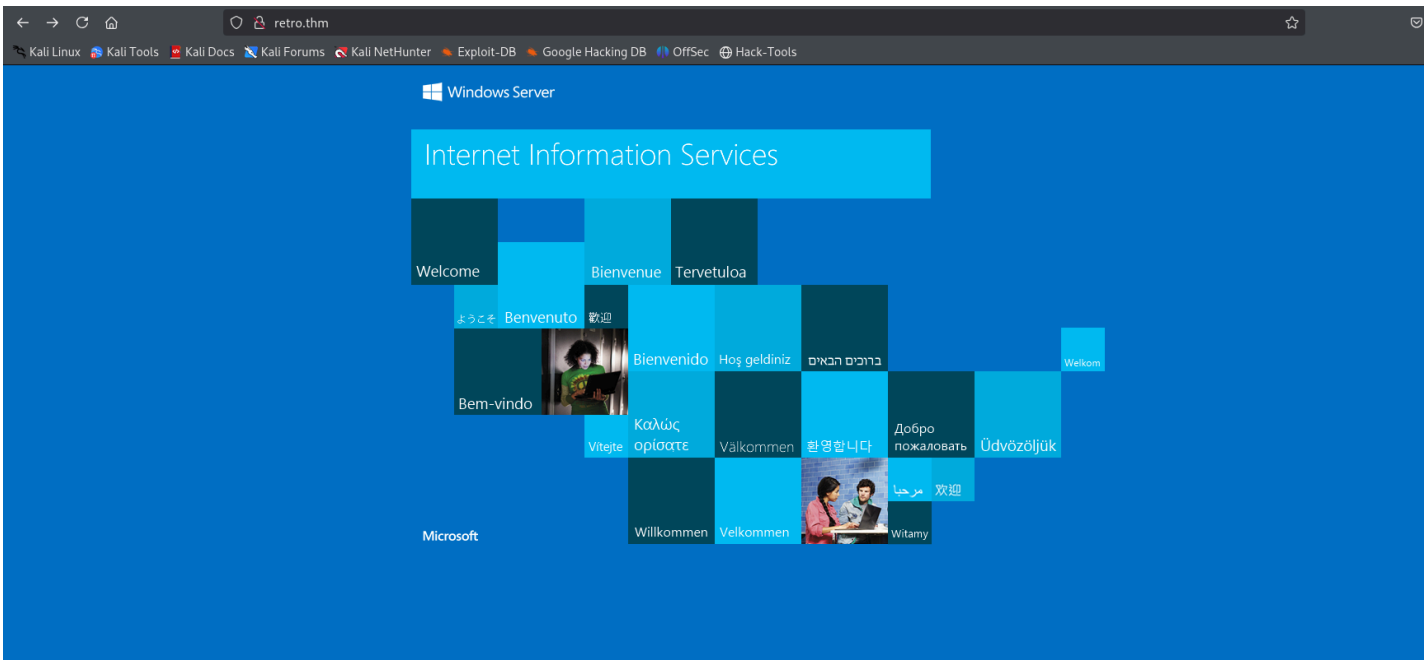 retro.thm
Kali Linux Kali Tools Kali Docs Kali Forums Kali NetHunter Exploit-DB Google Hacking DB OffSec Hack-Tools
Windows Server
Internet Information Services
Welcome
Bienvenue
Tervetuloa
ようこそ
Benvenuto
歡迎
Bienvenido
Hoş geldiniz
ברוכים הבאים
Welkom
Bem-vindo
Vítejte
Καλώς
ορίσατε
Välkommen
환영합니다
Добро
пожаловать
Üdvözöljük
Microsoft
Willkommen
Velkommen
مرحبا
欢迎
Witamy